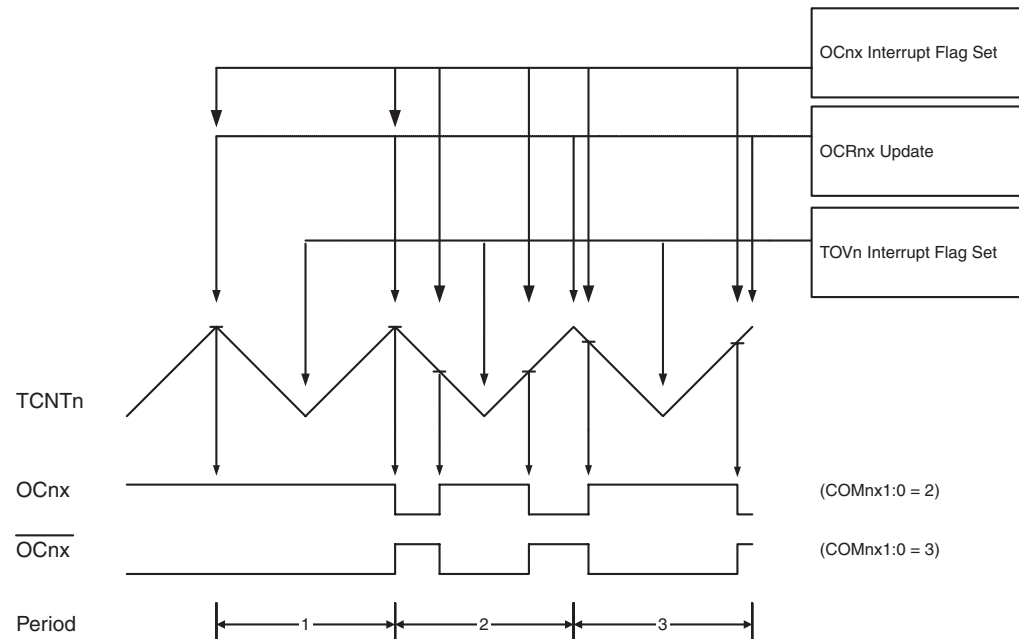 OCnx Interrupt Flag Set
OCRnx Update
TOVn Interrupt Flag Set
TCNTn
OCnx
(COMnx1:0 = 2)
OCnx
(COMnx1:0 = 3)
Period
1
2
3